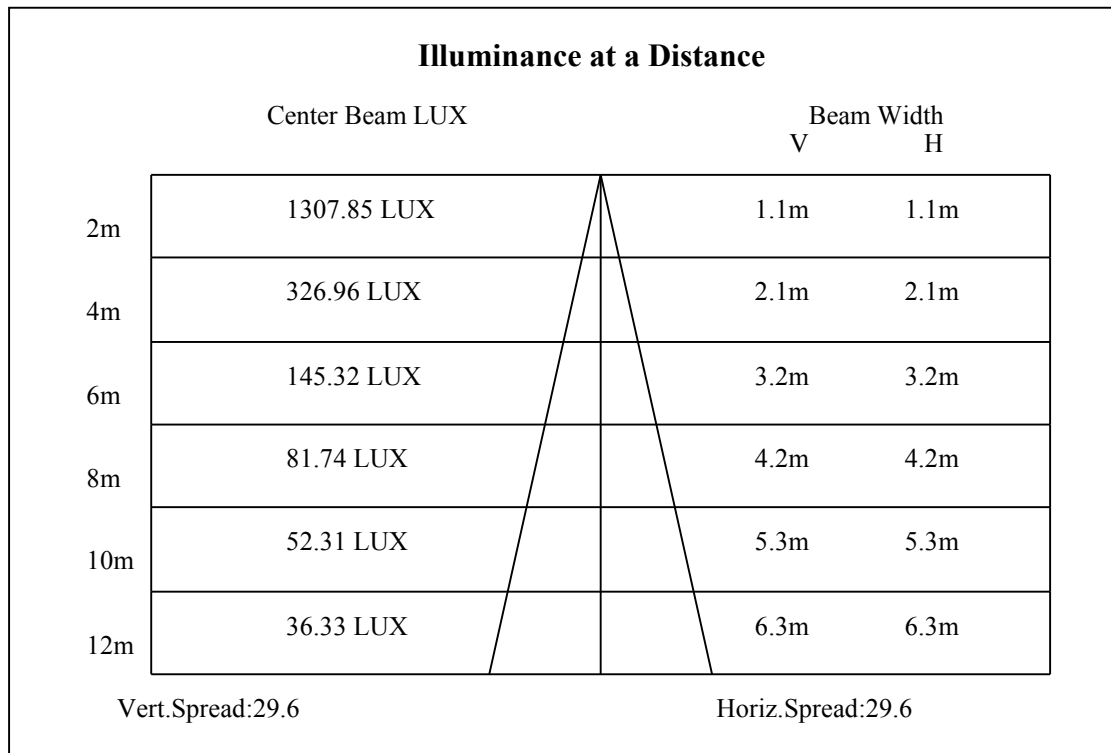 Illuminance at a Distance
Center Beam LUX Beam Width
V H
2m 1307.85 LUX 1.1m 1.1m
4m 326.96 LUX 2.1m 2.1m
6m 145.32 LUX 3.2m 3.2m
8m 81.74 LUX 4.2m 4.2m
10m 52.31 LUX 5.3m 5.3m
12m 36.33 LUX 6.3m 6.3m
Vert.Spread:29.6 Horiz.Spread:29.6